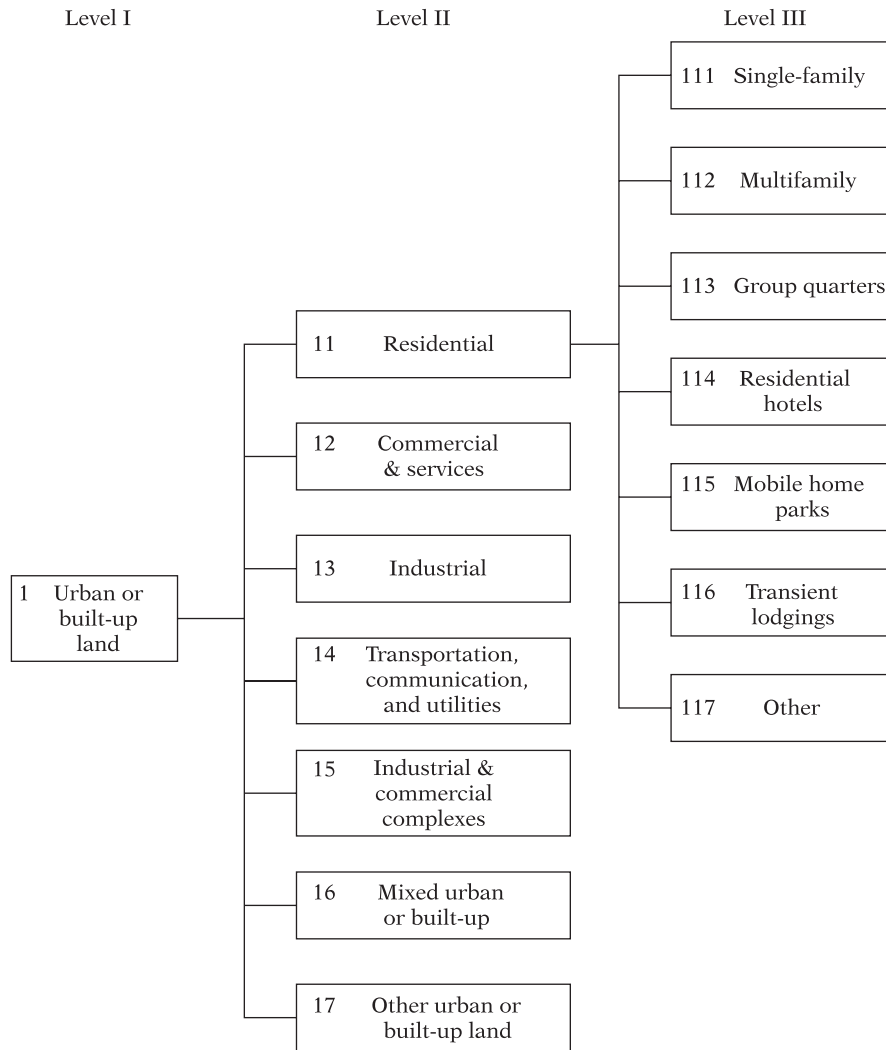 Level I
Level II
Level III
1 Urban or
built-up
land
11 Residential
12 Commercial
& services
13 Industrial
14 Transportation,
communication,
and utilities
15 Industrial &
commercial
complexes
16 Mixed urban
or built-up
17 Other urban or
built-up land
111 Single-family
112 Multifamily
113 Group quarters
114 Residential
hotels
115 Mobile home
parks
116 Transient
lodgings
117 Other